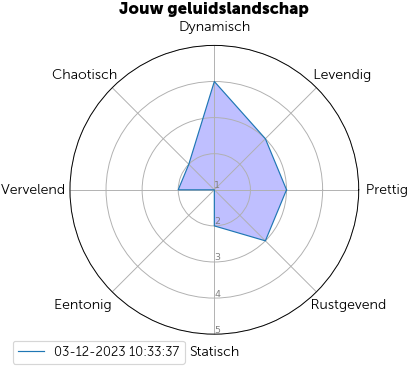 Jouw geluidslandschap
Dynamisch
Chaotisch
Levendig
Vervelend
1
Prettig
2
3
4
Eentonig
Rustgevend
5
03-12-2023 10:33:37
Statisch